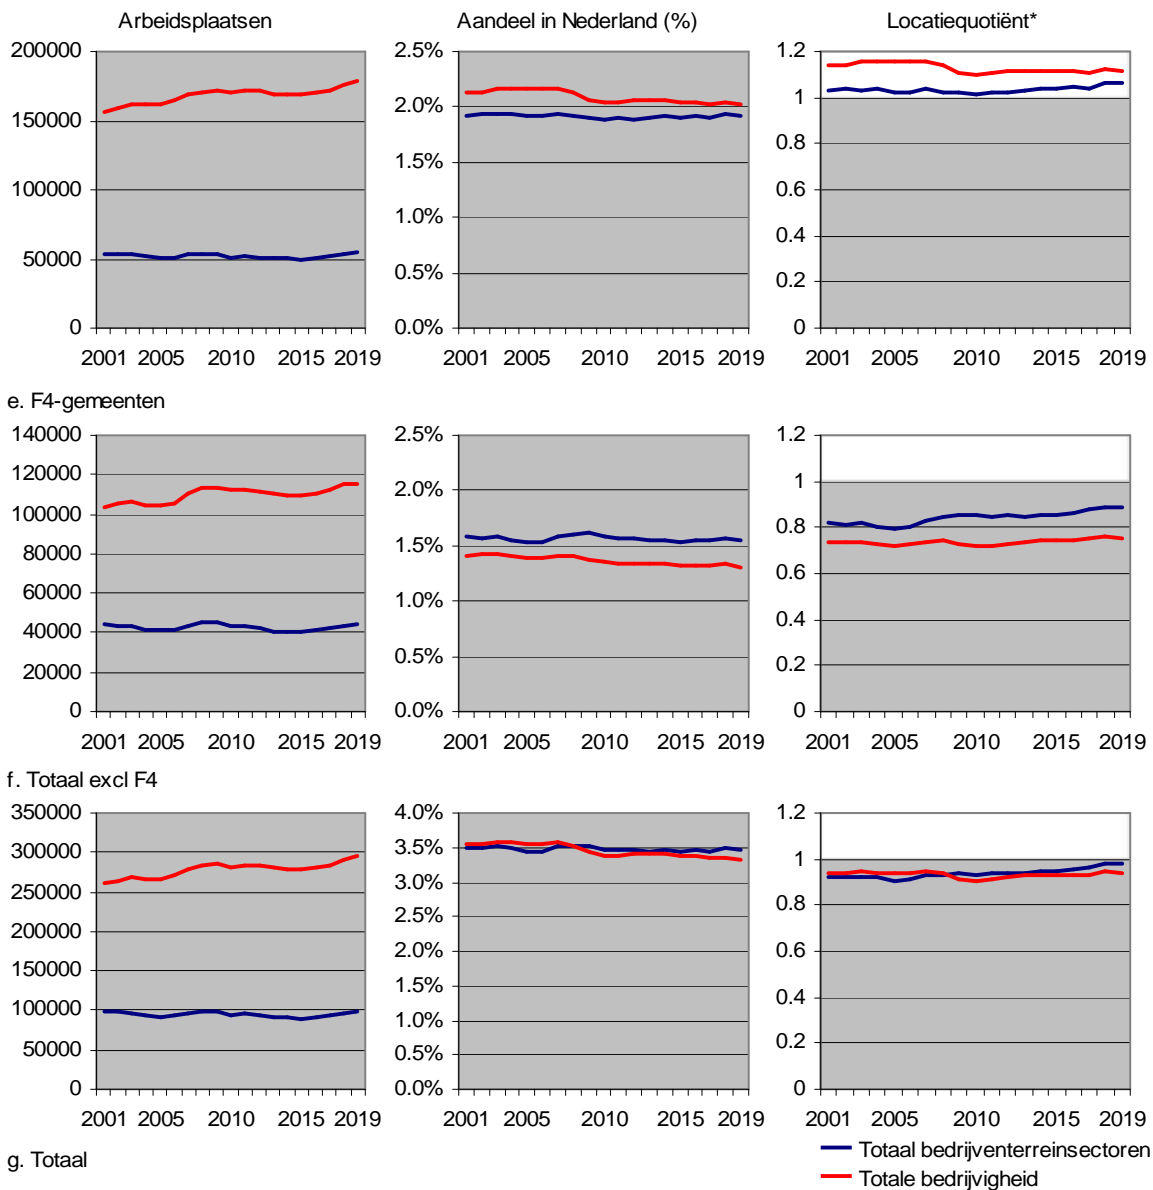 Arbeidsplaatsen Aandeel in Nederland (%) Locatiequotiënt*
200000 2.5% 1.2
150000 2.0% 1
100000 1.5% 0.8
50000 1.0% 0.6
0 0.5% 0.4
0.0% 0.2
0
2001 2005 2010 2015 2019 2001 2005 2010 2015 2019 2001 2005 2010 2015 2019
e. F4-gemeenten
140000 2.5% 1.2
120000 2.0% 1
100000 1.5% 0.8
80000 1.0% 0.6
60000 0.5% 0.4
40000 0.0% 0.2
20000 0
0
2001 2005 2010 2015 2019 2001 2005 2010 2015 2019 2001 2005 2010 2015 2019
f. Totaal excl F4
350000 4.0% 1.2
300000 3.5% 1
250000 3.0% 0.8
200000 2.5% 0.6
150000 2.0% 0.4
100000 1.5% 0.2
50000 1.0% 0
0 0.5%
0.0%
2001 2005 2010 2015 2019 2001 2005 2010 2015 2019 2001 2005 2010 2015 2019
g. Totaal
Totaal bedrijventerreinsectoren
Totale bedrijvigheid